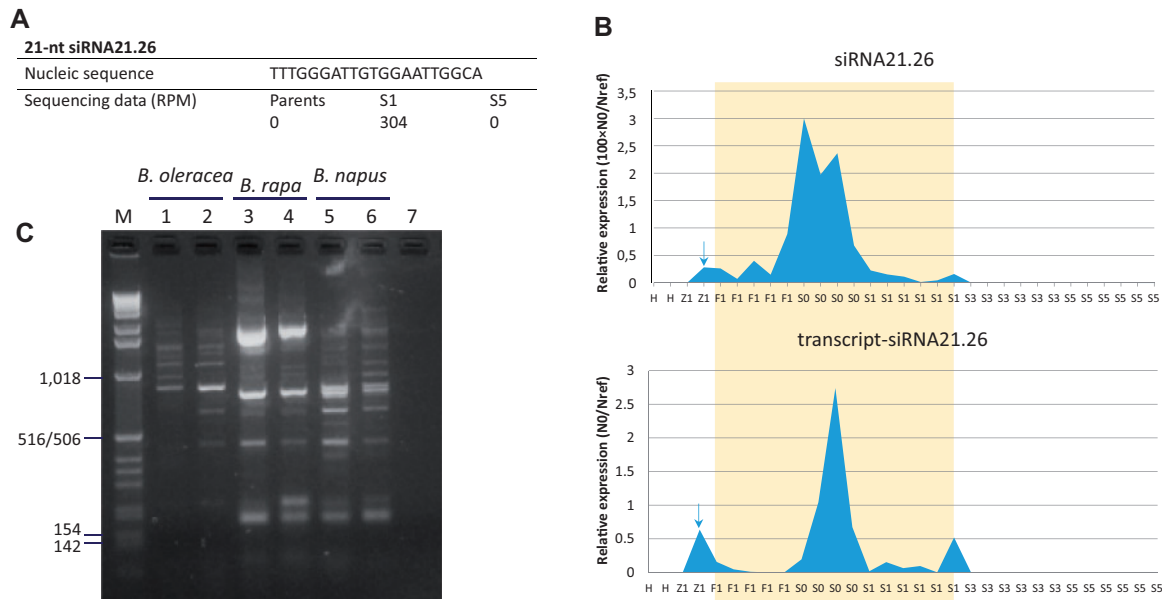 A
21-nt siRNA21.26
Nucleic sequence TTTGGGATTGTGGAATTGGCA
Sequencing data (RPM) Parents S1 S5
0 304 0
B
siRNA21.26
Relative expression (100×N0/Nref)
3,5
3
2,5
2
1,5
1
0,5
0
H H Z1 Z1 F1 F1 F1 F1 F1 S0 S0 S0 S0 S1 S1 S1 S1 S1 S1 S3 S3 S3 S3 S3 S3 S5 S5 S5 S5 S5 S5
transcript-siRNA21.26
Relative expression (N0/Nref)
3
2.5
2
1.5
1
0.5
0
H H Z1 Z1 F1 F1 F1 F1 F1 S0 S0 S0 S0 S1 S1 S1 S1 S1 S1 S3 S3 S3 S3 S3 S3 S5 S5 S5 S5 S5 S5
C
B. oleracea B. rapa B. napus
M 1 2 3 4 5 6 7
1,018
516/506
154
142